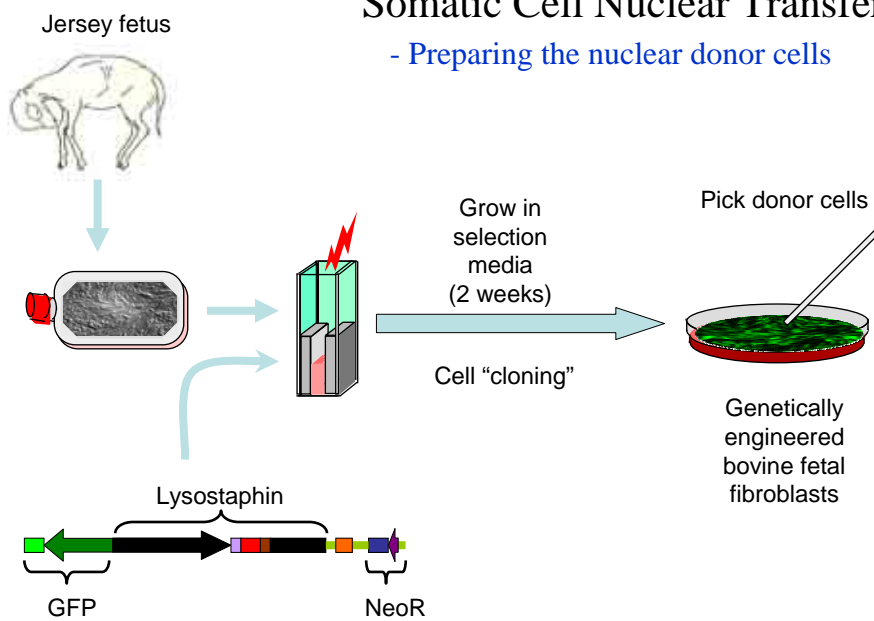 Somatic Cell Nuclear Transfer
- Preparing the nuclear donor cells
Jersey fetus
Grow in
selection
media
(2 weeks)
Cell “cloning”
Pick donor cells
Genetically
engineered
bovine fetal
fibroblasts
Lysostaphin
GFP
NeoR